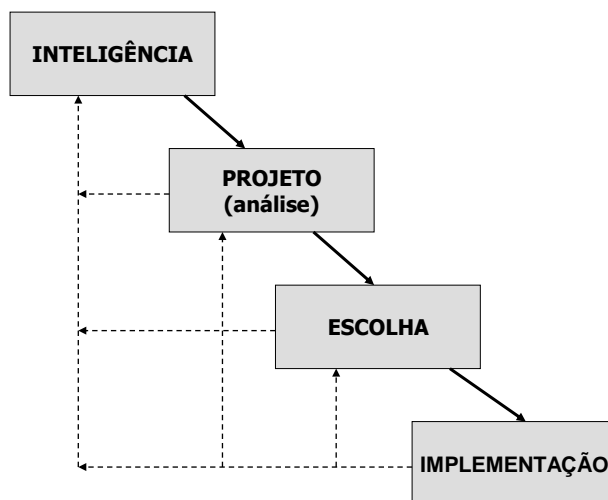 INTELIGÊNCIA
PROJETO
(análise)
ESCOLHA
IMPLEMENTAÇÃO